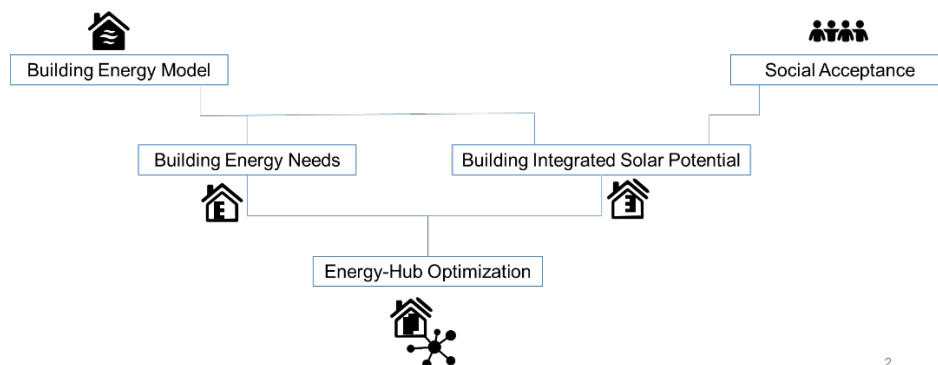 Building Energy Model
Social Acceptance
Building Energy Needs
Building Integrated Solar Potential
E
E
Energy-Hub Optimization
2